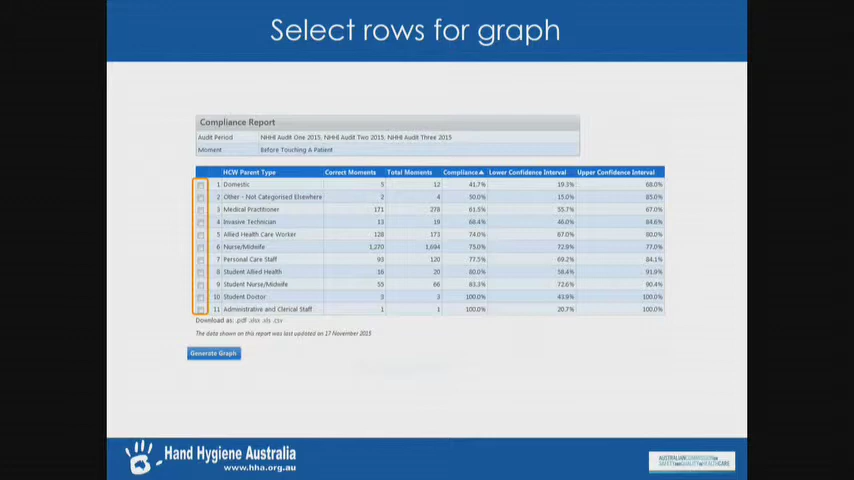 Select rows for graph
Compliance Report
Audit Period NHHI Audit One 2015, NHHI Audit Two 2015, NHHI Audit Three 2015
Moment Before Touching A Patient
HCW Parent Type Correct Moments Total Moments Compliance▲ Lower Confidence Interval Upper Confidence Interval
1 Domestic 5 12 41.7% 19.3% 68.0%
2 Other - Not Categorised Elsewhere 2 4 50.0% 15.0% 85.0%
3 Medical Practitioner 171 278 61.5% 55.7% 67.0%
4 Invasive Technician 13 19 68.4% 46.0% 84.6%
5 Allied Health Care Worker 128 173 74.0% 67.0% 80.0%
6 Nurse/Midwife 1,270 1,694 75.0% 72.9% 77.0%
7 Personal Care Staff 93 120 77.5% 69.2% 84.1%
8 Student Allied Health 16 20 80.0% 58.4% 91.9%
9 Student Nurse/Midwife 55 66 83.3% 72.6% 90.4%
10 Student Doctor 3 3 100.0% 43.9% 100.0%
11 Administrative and Clerical Staff 1 1 100.0% 20.7% 100.0%
Download as: .pdf .xlsx .xls .csv
The data shown on this report was last updated on 17 November 2015
Generate Graph
Hand Hygiene Australia
www.hha.org.au
AUSTRALIAN COMMISSION ON
SAFETY AND QUALITY IN HEALTH CARE